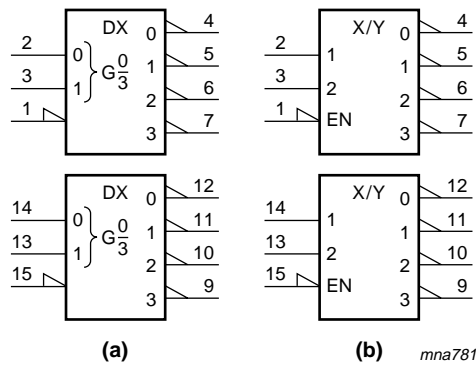 DX 0 4 X/Y 0 4
2 0 1 5 2 1 1 5
3 1 G 0/3 2 6 3 2 2 6
1 3 7 1 EN 3 7
DX 0 12 X/Y 0 12
14 0 1 11 14 1 1 11
13 1 G 0/3 2 10 13 2 2 10
15 3 9 15 EN 3 9
(a) (b) mna781